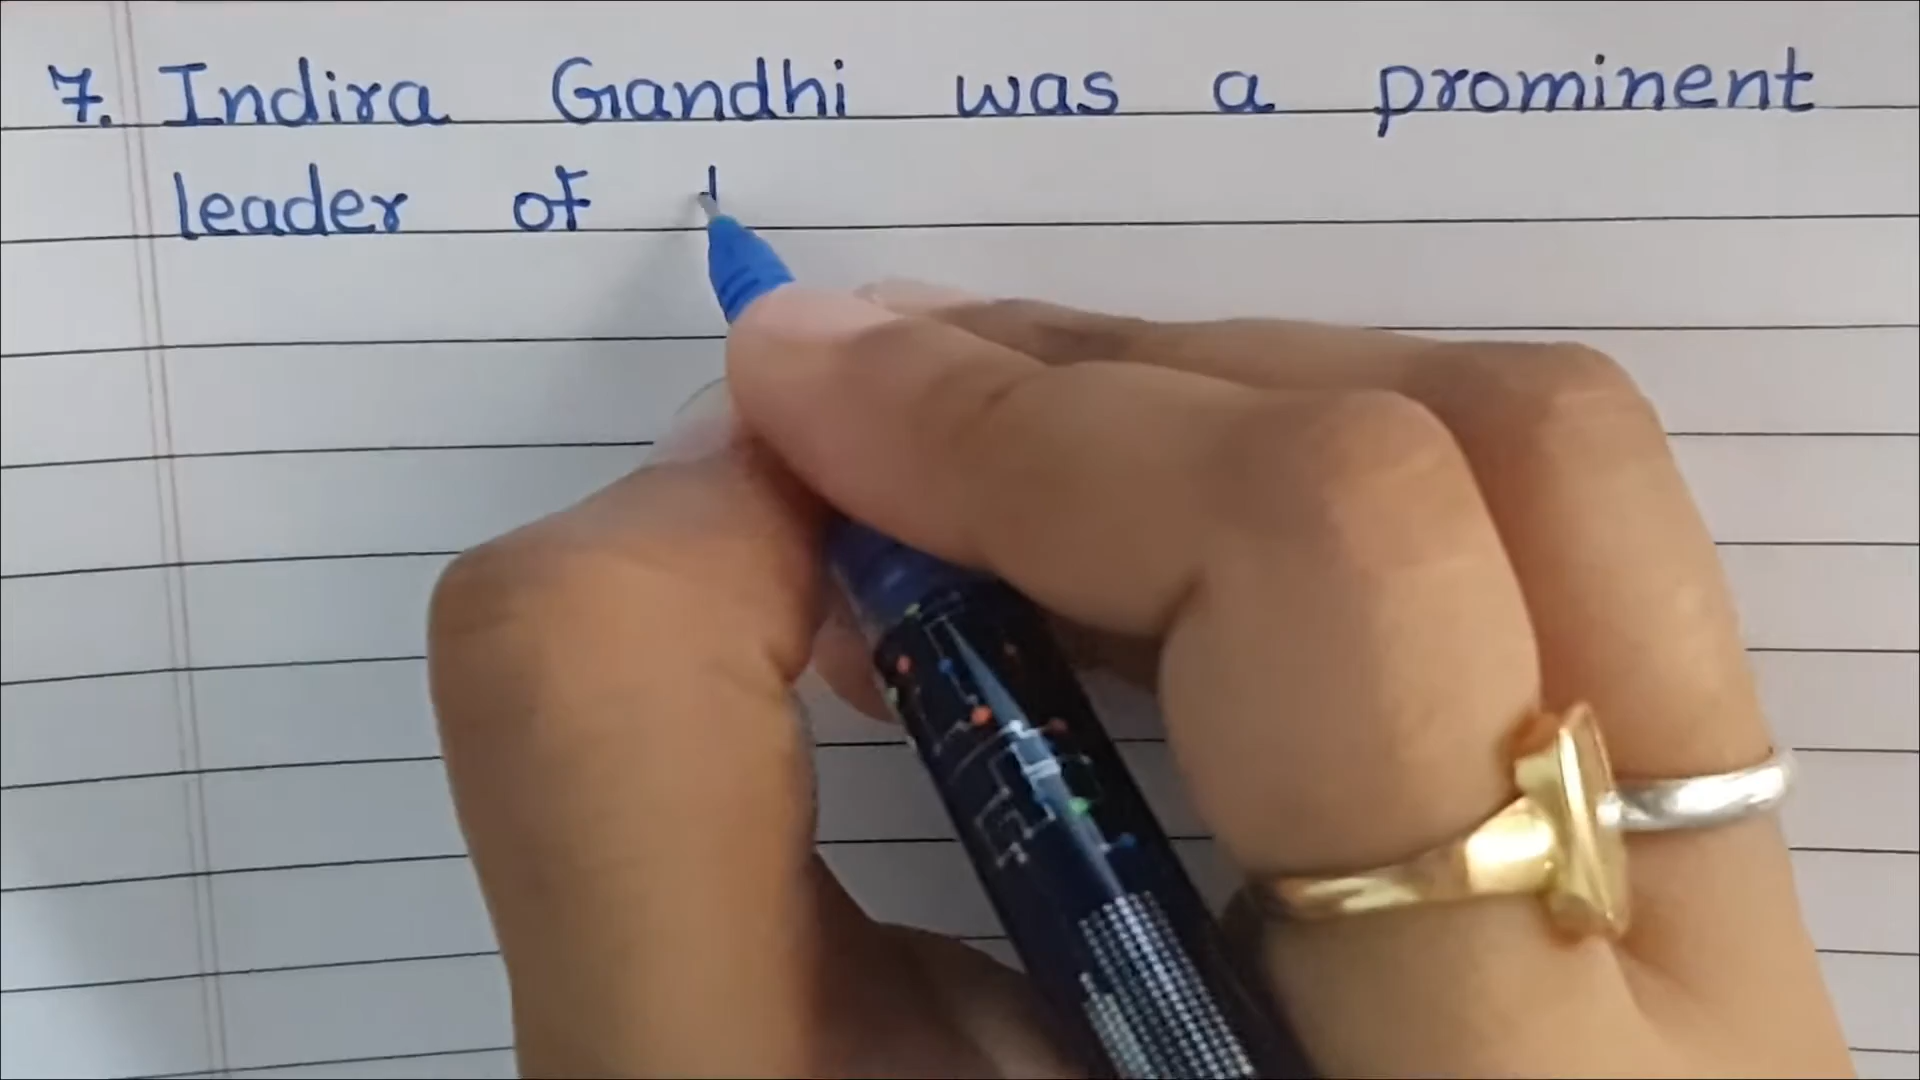 7. Indira Gandhi was a prominent
leader of